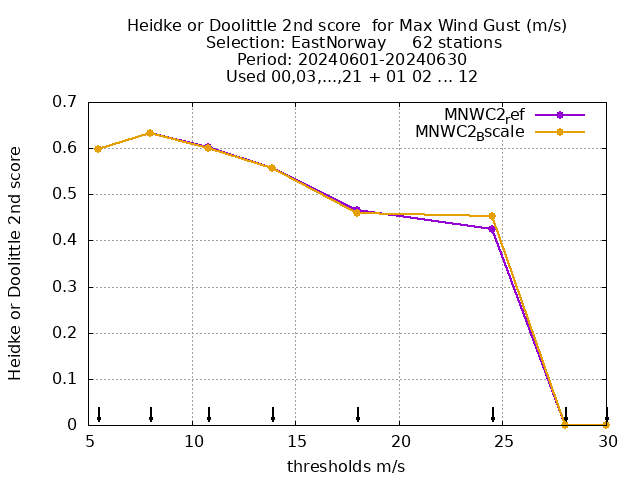 Heidke or Doolittle 2nd score  for Max Wind Gust (m/s)
Selection: EastNorway     62 stations
Period: 20240601-20240630
Used 00,03,...,21 + 01 02 ... 12
MNWC2_ref
MNWC2_Bscale
0.7
0.6
0.5
0.4
0.3
0.2
0.1
0
Heidke or Doolittle 2nd score
5 10 15 20 25 30
thresholds m/s